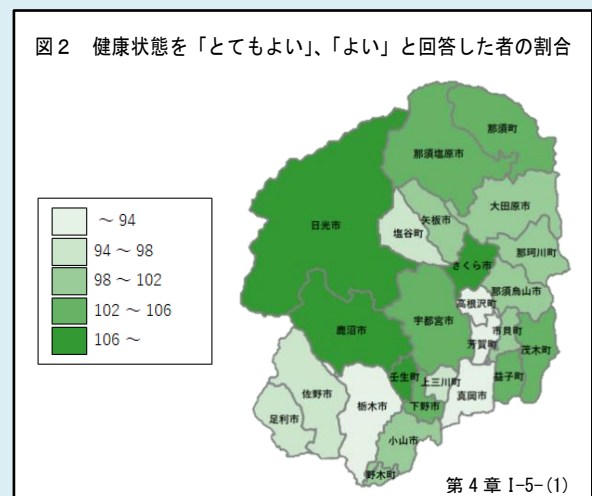 図2 健康状態を「とてもよい」、「よい」と回答した者の割合
～ 94
94 ～ 98
98 ～ 102
102 ～ 106
106 ～
那須町
那須塩原市
大田原市
日光市
矢板市
塩谷町
那珂川町
さくら市
那須烏山市
高根沢町
宇都宮市
市貝町
鹿沼市
芳賀町
茂木町
壬生町
上三川町
益子町
佐野市
栃木市
下野市
真岡市
足利市
小山市
野木町
第4章Ⅰ-5-(1)